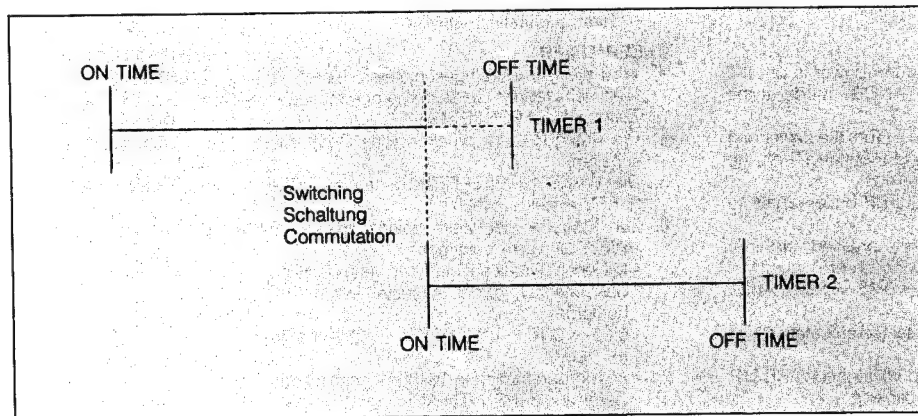 ON TIME
OFF TIME
TIMER 1
Switching
Schaltung
Commutation
TIMER 2
ON TIME
OFF TIME